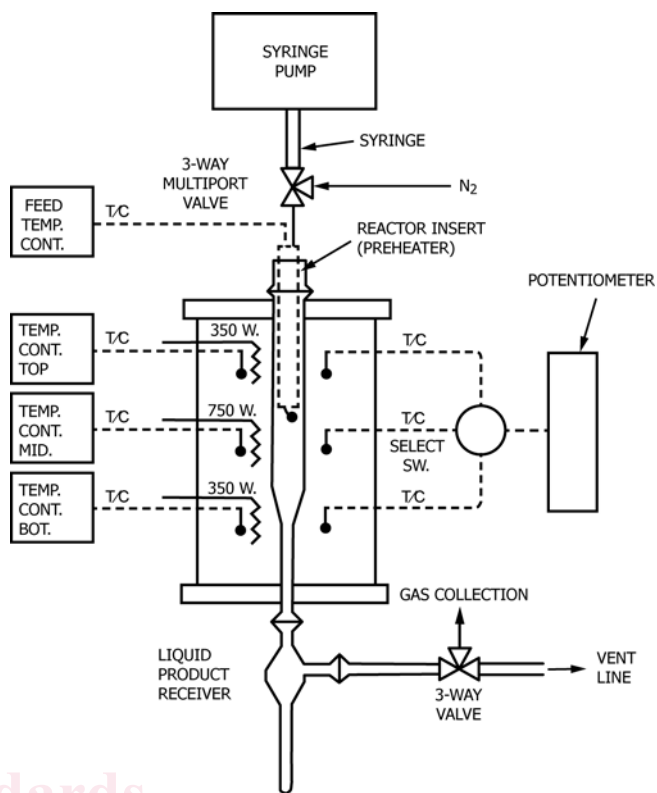 SYRINGE
PUMP
SYRINGE
3-WAY
MULTIPORT
VALVE
N2
FEED
TEMP.
CONT.
T/C
REACTOR INSERT
(PREHEATER)
POTENTIOMETER
TEMP.
CONT.
TOP
T/C
350 W.
T/C
TEMP.
CONT.
MID.
T/C
750 W.
T/C
SELECT
SW.
TEMP.
CONT.
BOT.
T/C
350 W.
T/C
GAS COLLECTION
LIQUID
PRODUCT
RECEIVER
3-WAY
VALVE
VENT
LINE